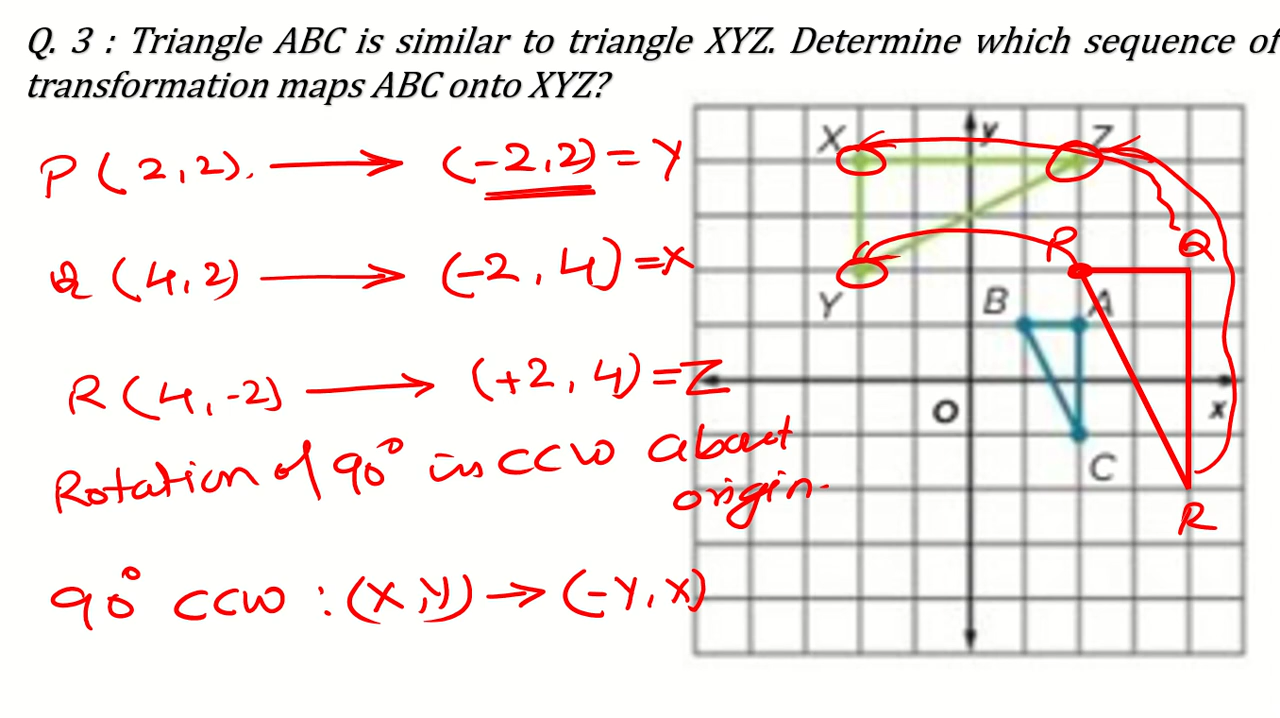 Q. 3 : Triangle ABC is similar to triangle XYZ. Determine which sequence of
transformation maps ABC onto XYZ?
P (2,2). → (-2,2) = Y
Q (4,2) → (-2,4) = X
R (4,-2) → (+2,4) = Z
Rotation of 90° in CCW about
origin.
90° CCW : (X,Y) → (-Y,X)
X y Z
P Q
Y B A
O x
C
R